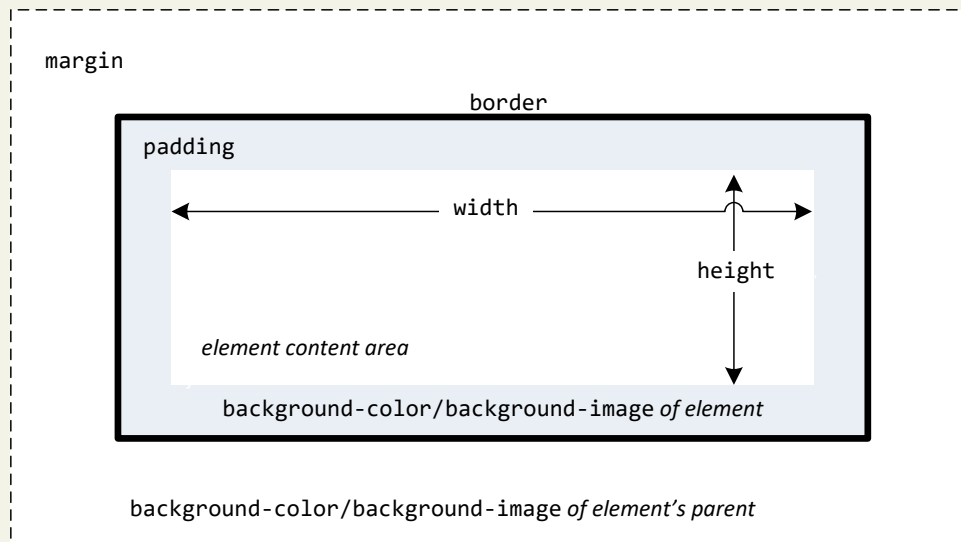 margin
border
padding
width
height
element content area
background-color/background-image of element
background-color/background-image of element’s parent